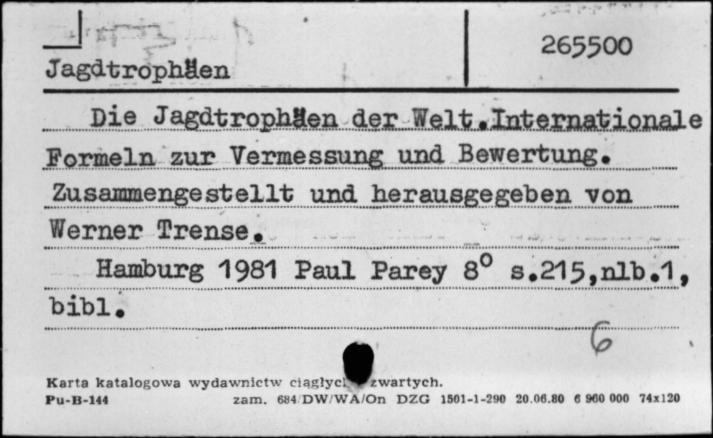 265500
Jagdtrophäen
Die Jagdtrophäen der Welt.Internationale
Formeln zur Vermessung und Bewertung.
Zusammengestellt und herausgegeben von
Werner Trense.
Hamburg 1981 Paul Parey 8° s.215,nlb.1,
bibl.
6
Karta katalogowa wydawnictw zwartych.
Pu-B-144 zam. 684/DW/WA/On DZG 1501-1-290 20.06.80 6 960 000 74x120